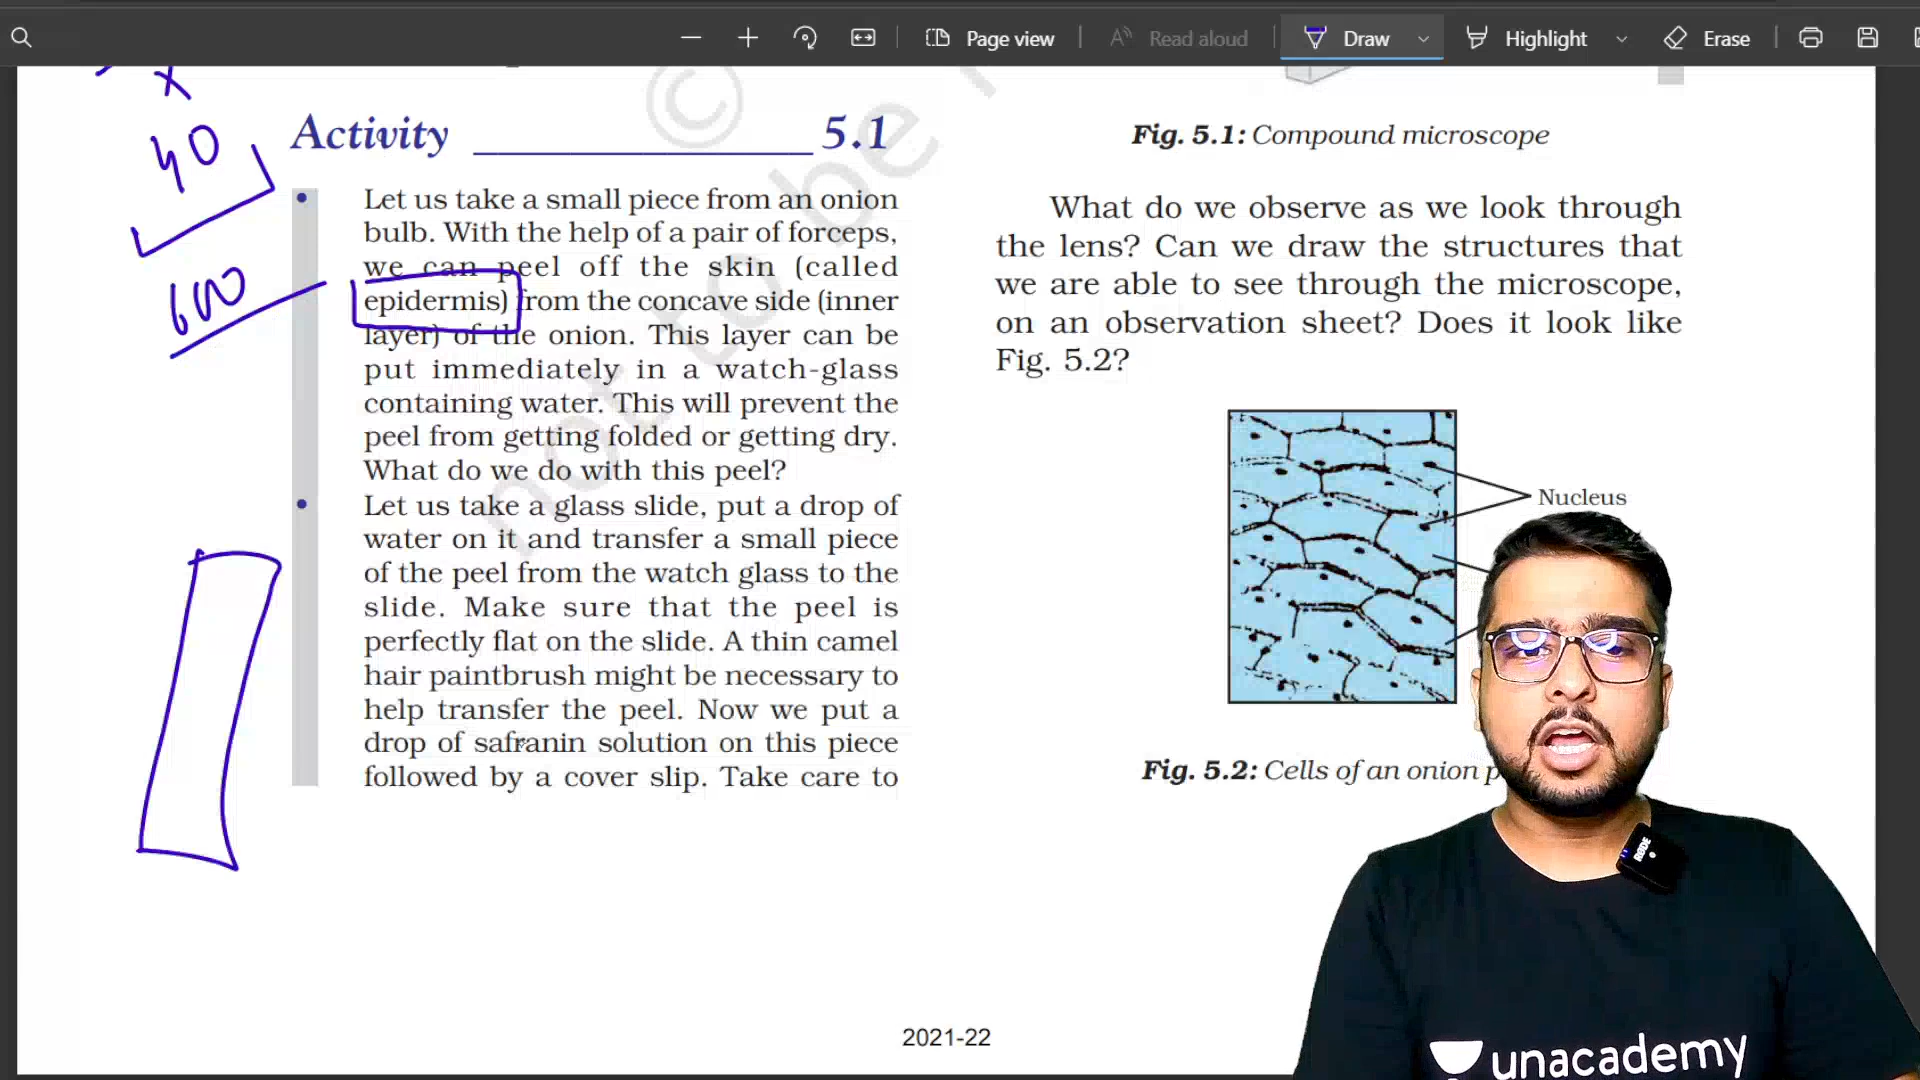 Page view
Read aloud
Draw
Highlight
Erase
x
40
600
Activity 5.1
Let us take a small piece from an onion
bulb. With the help of a pair of forceps,
we can peel off the skin (called
epidermis) from the concave side (inner
layer) of the onion. This layer can be
put immediately in a watch-glass
containing water. This will prevent the
peel from getting folded or getting dry.
What do we do with this peel?
Let us take a glass slide, put a drop of
water on it and transfer a small piece
of the peel from the watch glass to the
slide. Make sure that the peel is
perfectly flat on the slide. A thin camel
hair paintbrush might be necessary to
help transfer the peel. Now we put a
drop of safranin solution on this piece
followed by a cover slip. Take care to
© not to be
Fig. 5.1: Compound microscope
What do we observe as we look through
the lens? Can we draw the structures that
we are able to see through the microscope,
on an observation sheet? Does it look like
Fig. 5.2?
Nucleus
Fig. 5.2: Cells of an onion
2021-22
RODE
unacademy